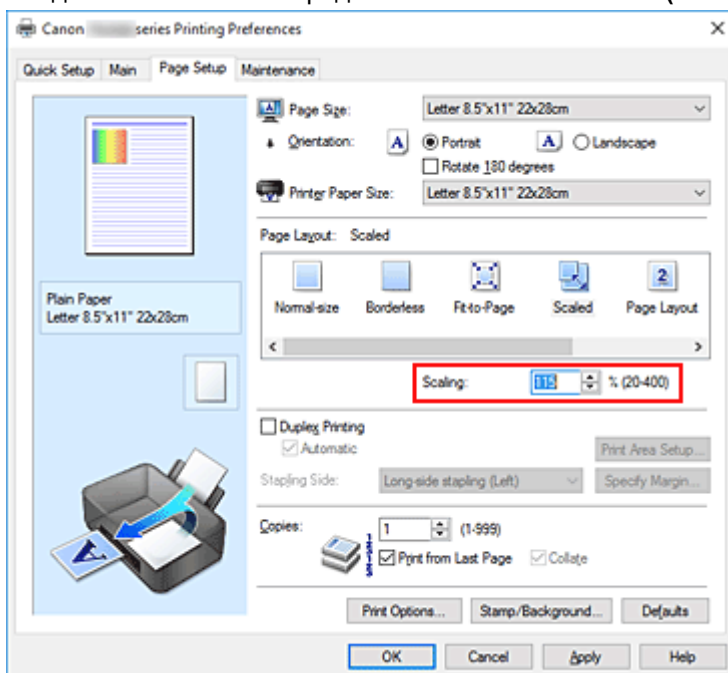 Canon series Printing Preferences
Quick Setup Main Page Setup Maintenance
Page Size: Letter 8.5"x11" 22x28cm
Orientation: A Portrait A Landscape
Rotate 180 degrees
Printer Paper Size: Letter 8.5"x11" 22x28cm
Page Layout: Scaled
Normal-size Borderless Fit-to-Page Scaled 2 Page Layout
Plain Paper
Letter 8.5"x11" 22x28cm
Scaling: 115 % (20-400)
Duplex Printing
Automatic
Print Area Setup...
Stapling Side: Long-side stapling (Left) Specify Margin...
Copies: 1 (1-999)
Print from Last Page Collate
Print Options... Stamp/Background... Defaults
OK Cancel Apply Help